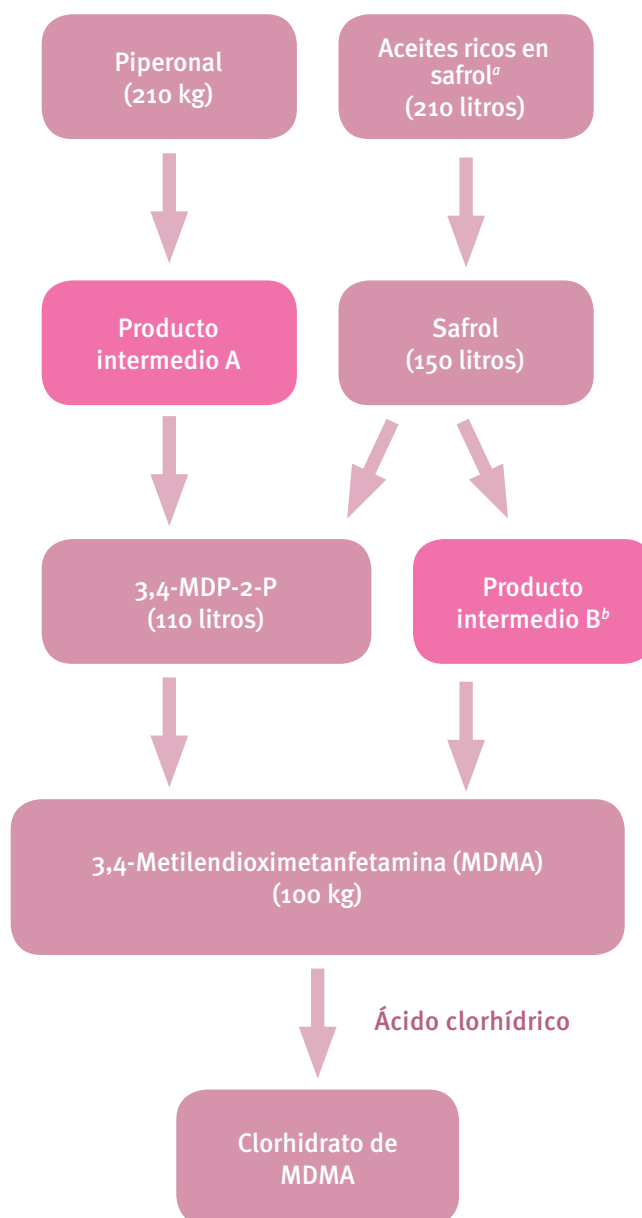 Piperonal
(210 kg)
Aceites ricos en
safrolᵃ
(210 litros)
Producto
intermedio A
Safrol
(150 litros)
3,4-MDP-2-P
(110 litros)
Producto
intermedio Bᵇ
3,4-Metilendioximetanfetamina (MDMA)
(100 kg)
Ácido clorhídrico
Clorhidrato de
MDMA